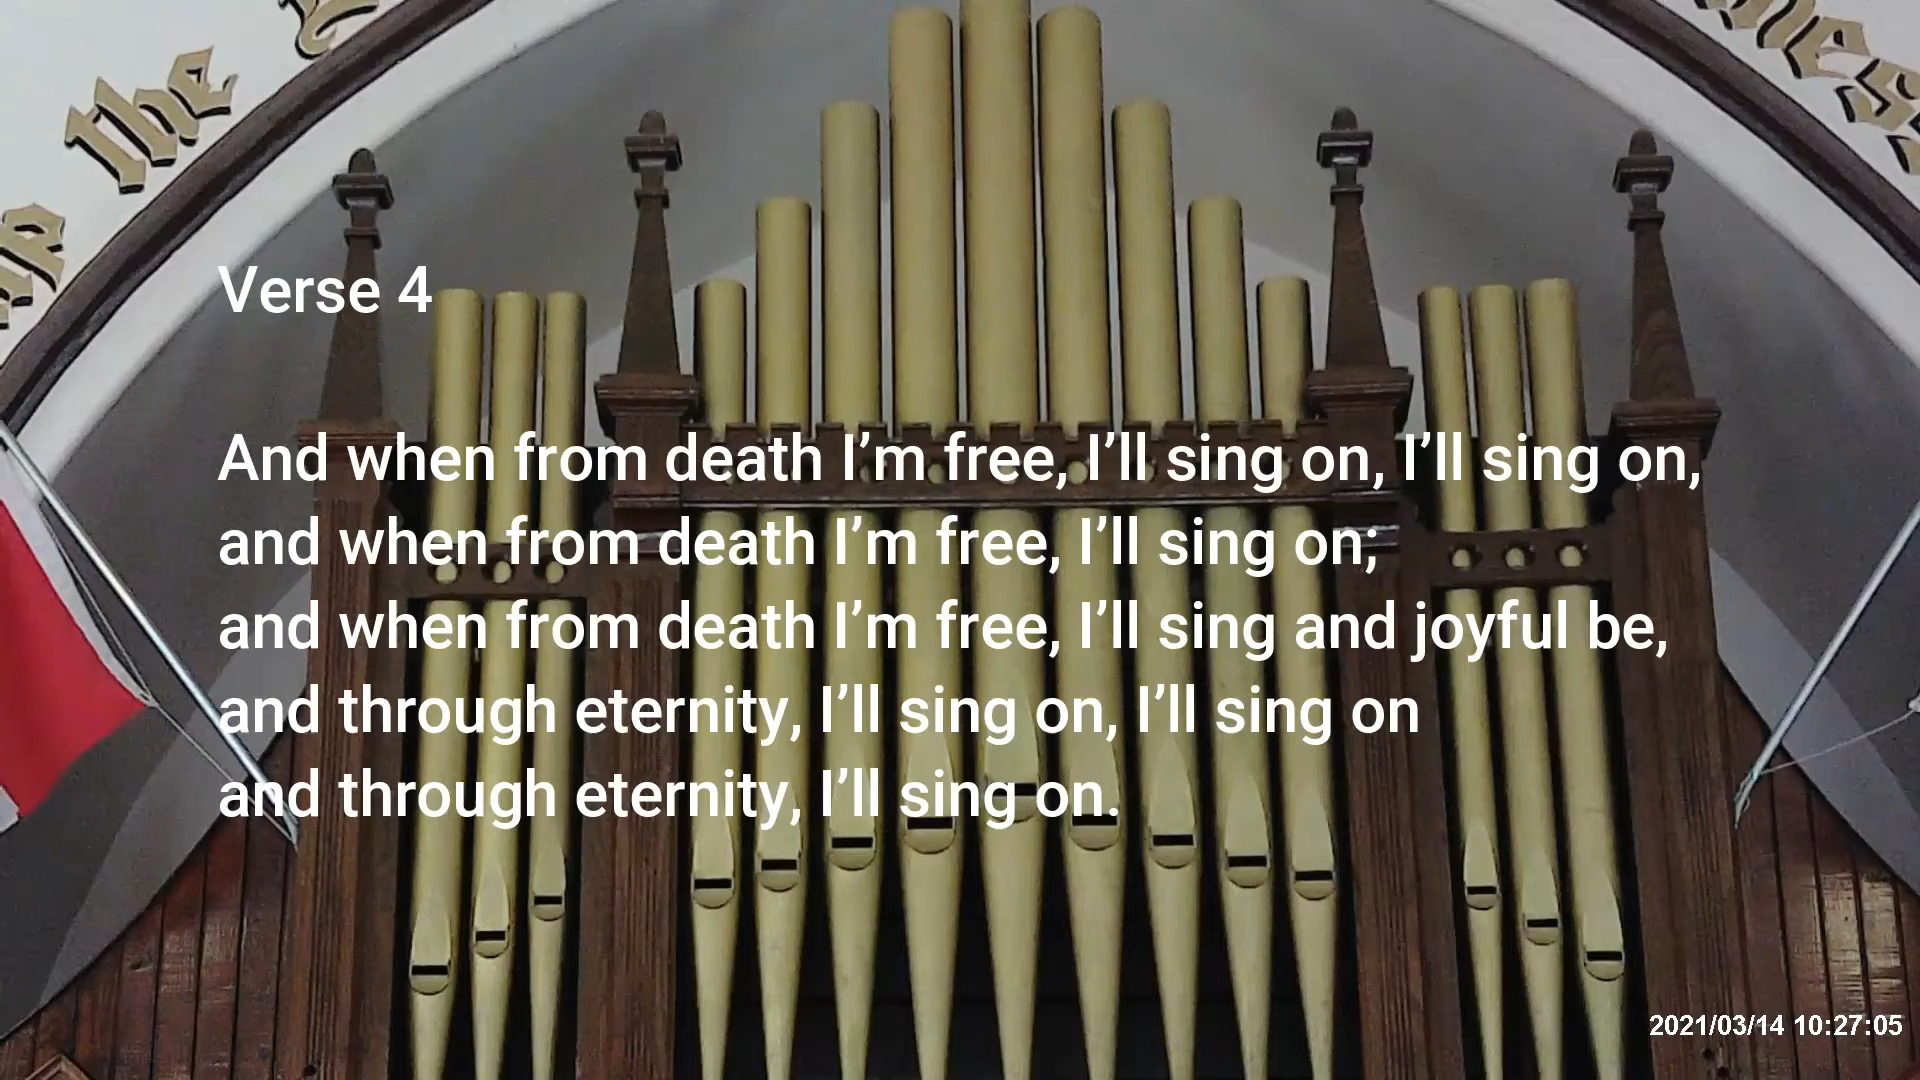 the
Verse 4
And when from death I’m free, I’ll sing on, I’ll sing on,
and when from death I’m free, I’ll sing on;
and when from death I’m free, I’ll sing and joyful be,
and through eternity, I’ll sing on, I’ll sing on
and through eternity, I’ll sing on.
2021/03/14 10:27:05